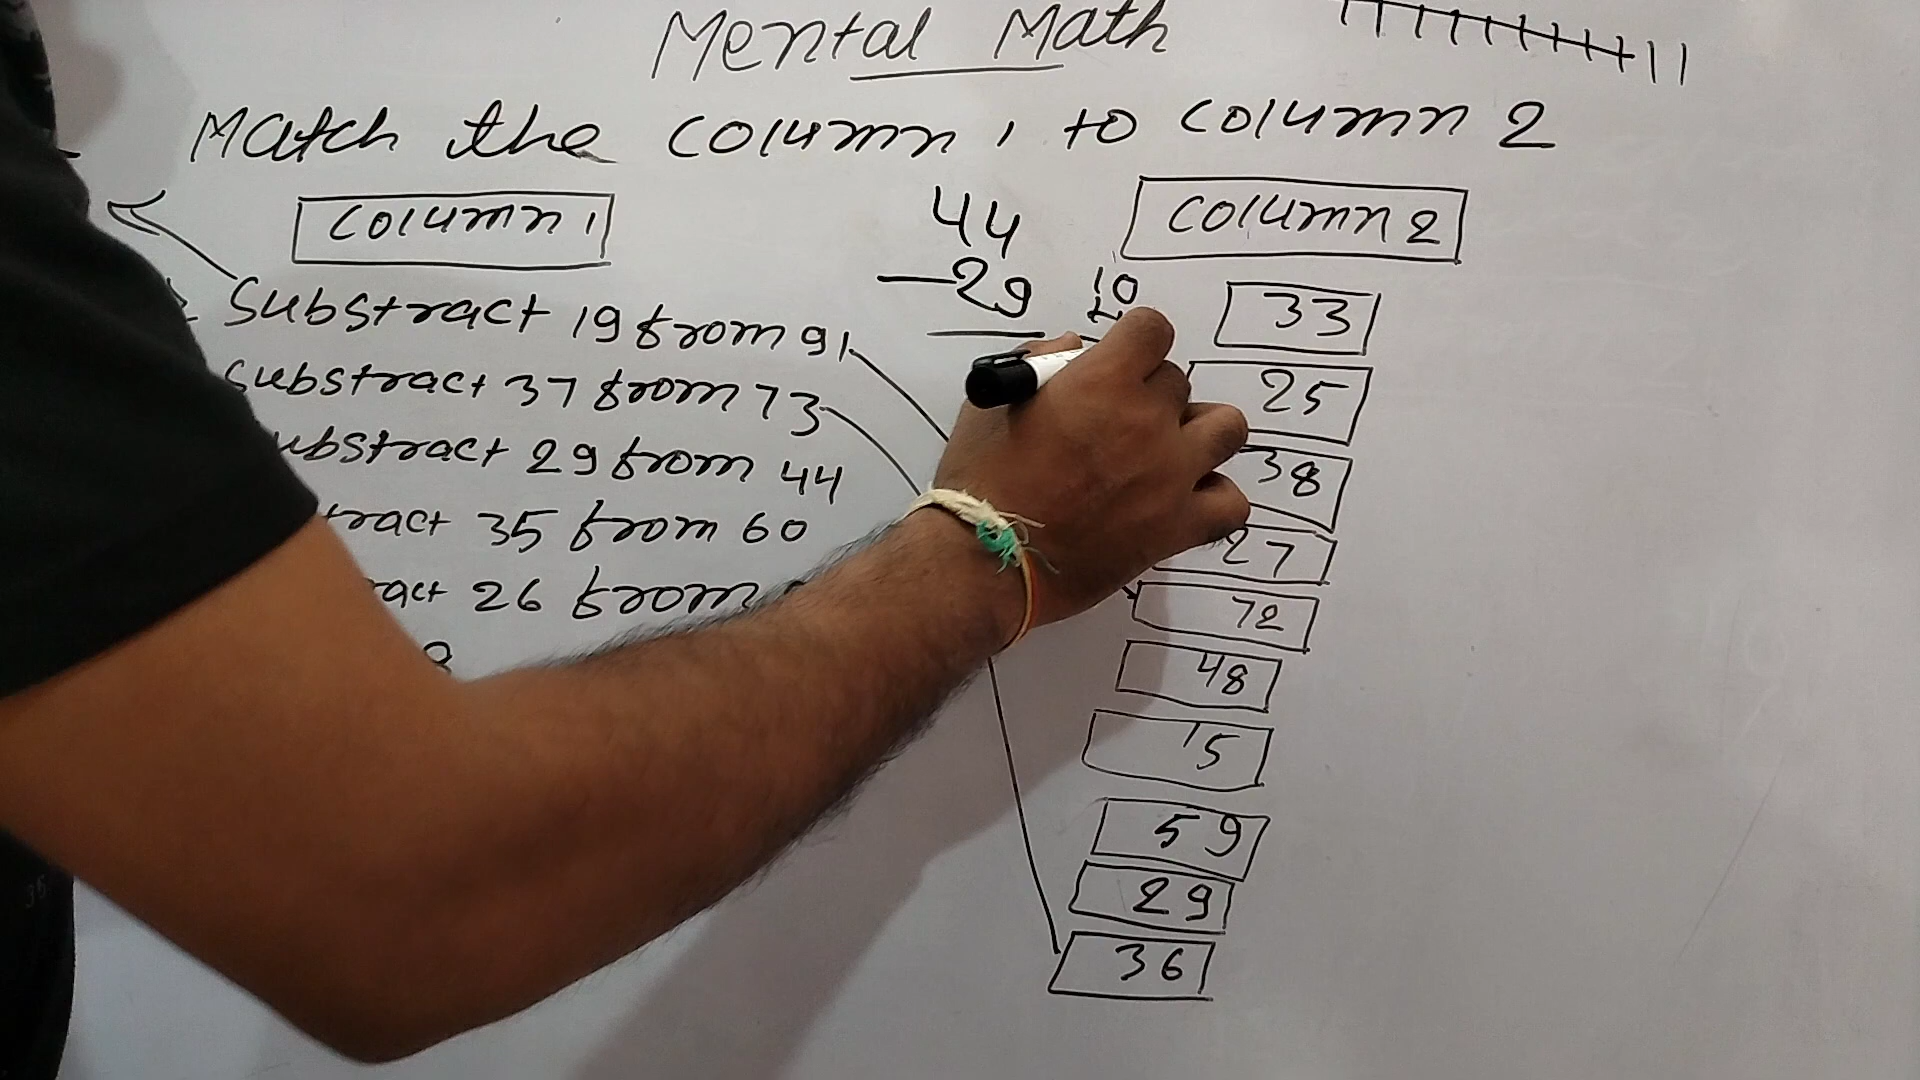 Mental Math
Match the column 1 to column 2
column 1
column 2
44
-29
10
Substract 19 from 91
Substract 37 from 73
ubstract 29 from 44
tract 35 from 60
act 26 from
33
25
38
27
72
48
15
59
29
36